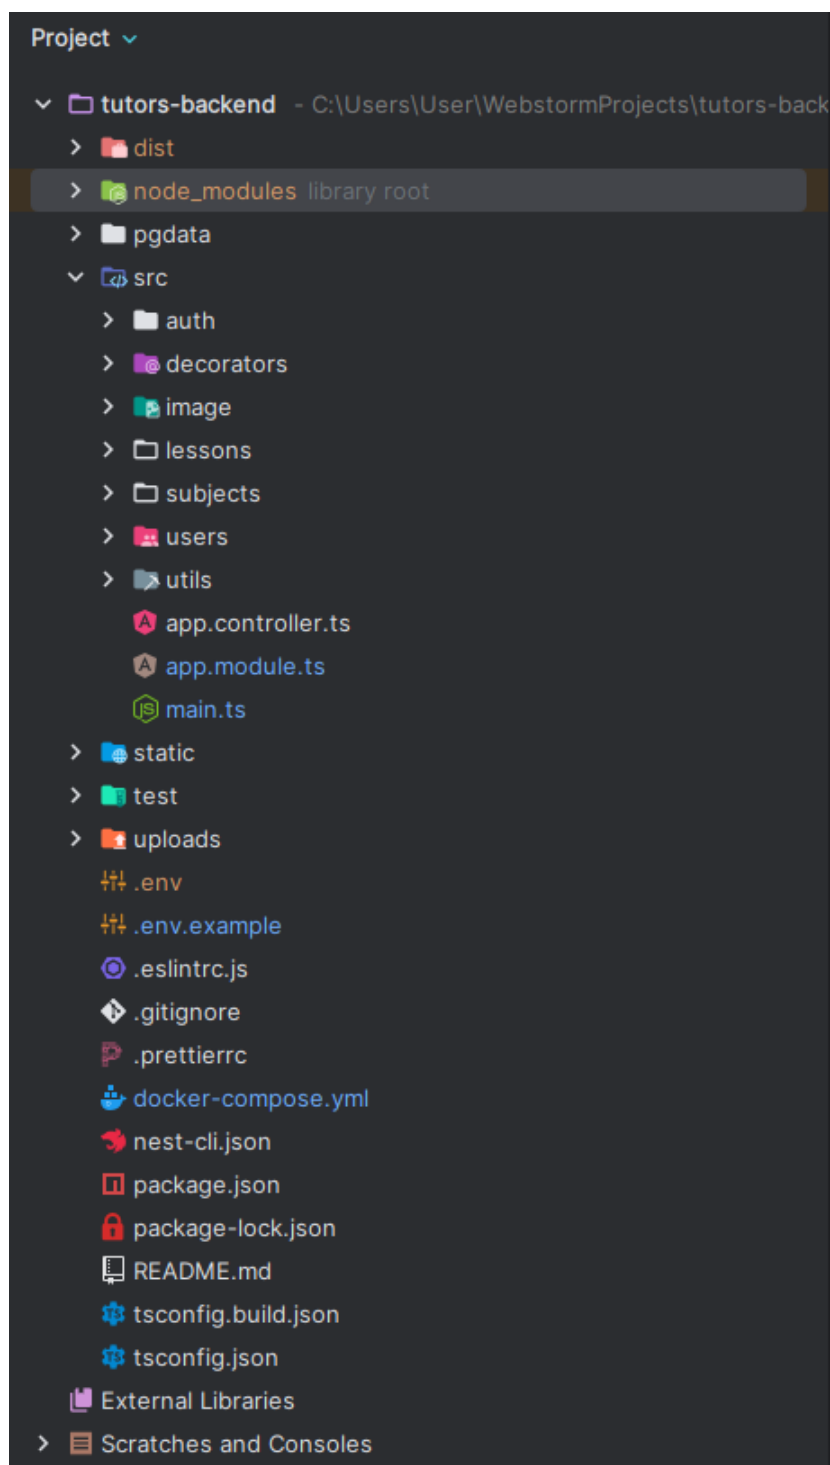 Project
tutors-backend - C:\Users\User\WebstormProjects\tutors-back
dist
node_modules library root
pgdata
src
auth
decorators
image
lessons
subjects
users
utils
app.controller.ts
app.module.ts
main.ts
static
test
uploads
.env
.env.example
.eslintrc.js
.gitignore
.prettierrc
docker-compose.yml
nest-cli.json
package.json
package-lock.json
README.md
tsconfig.build.json
tsconfig.json
External Libraries
Scratches and Consoles